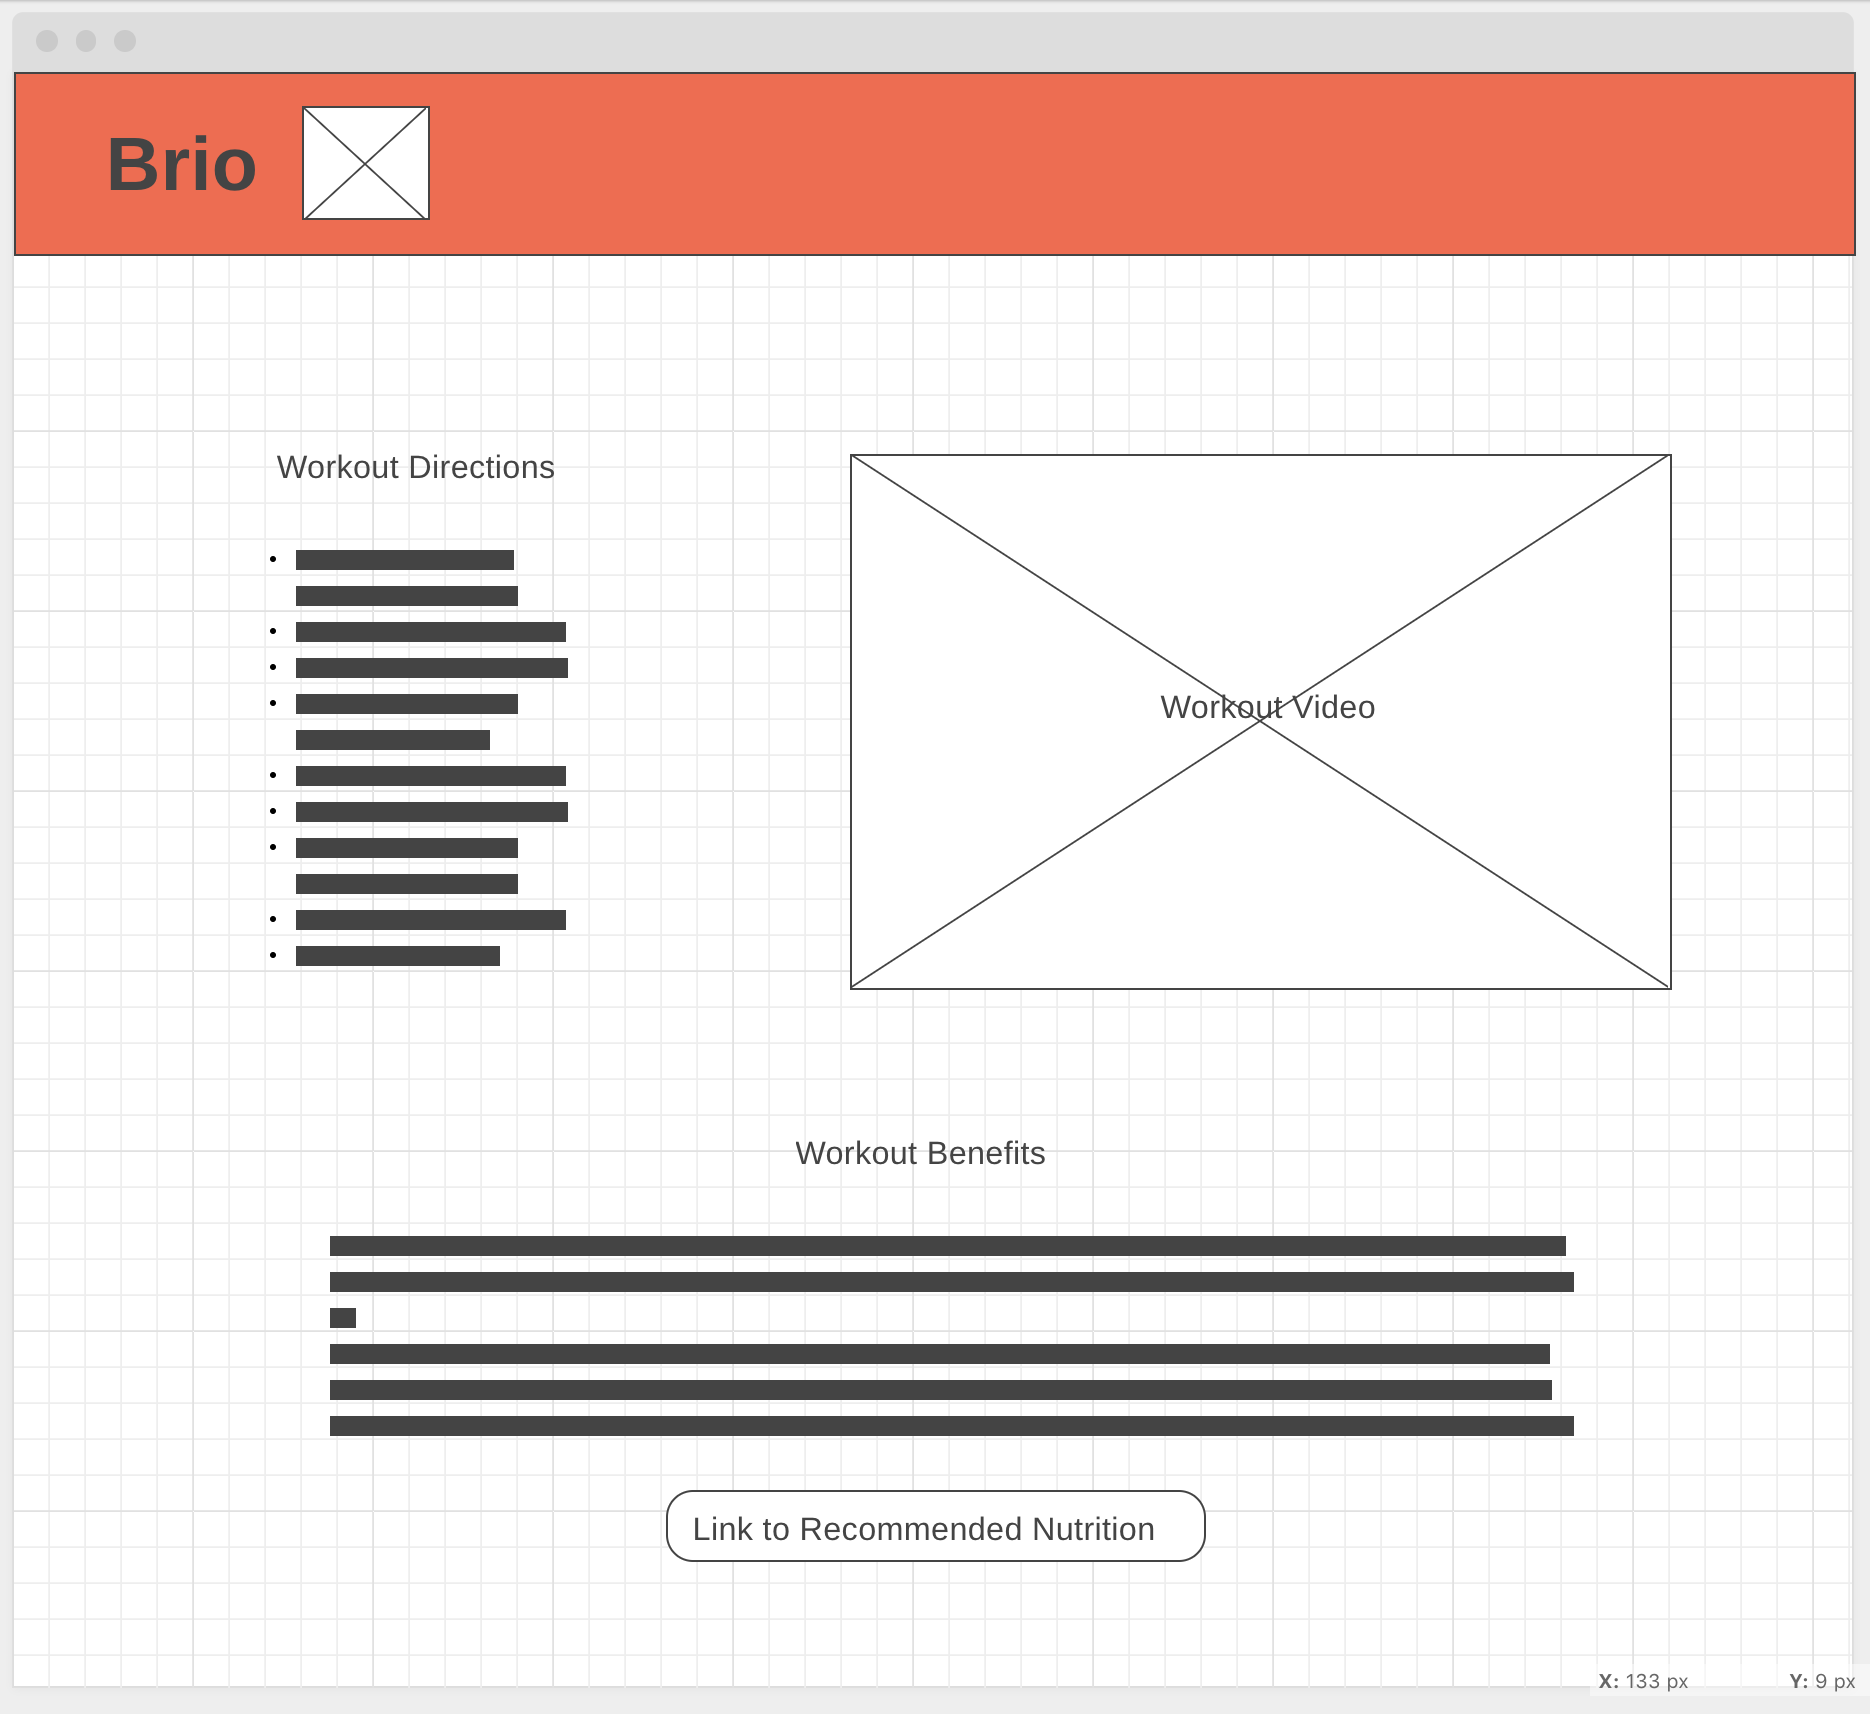 Brio
Workout Directions
Workout Video
Workout Benefits
Link to Recommended Nutrition
X: 133 px Y: 9 px